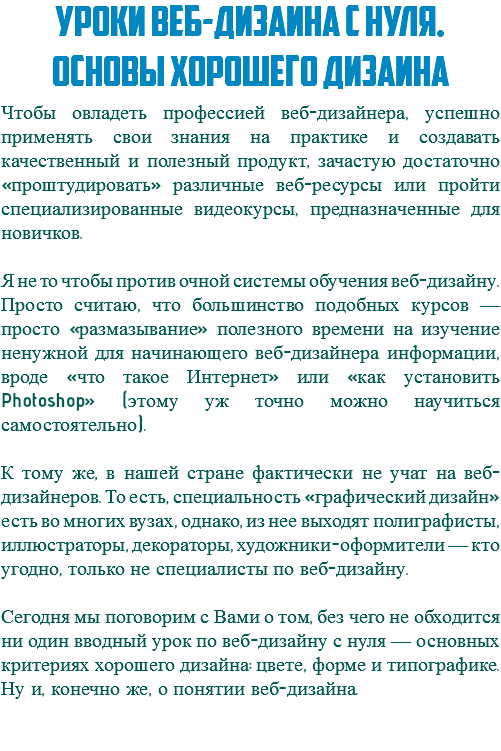 УРОКИ ВЕБ-ДИЗАИНА С НУЛЯ.
ОСНОВЫ ХОРОШЕГО ДИЗАИНА
Чтобы овладеть профессией веб-дизайнера, успешно
применять свои знания на практике и создавать
качественный и полезный продукт, зачастую достаточно
«проштудировать» различные веб-ресурсы или пройти
специализированные видеокурсы, предназначенные для
новичков.
Я не то чтобы против очной системы обучения веб-дизайну.
Просто считаю, что большинство подобных курсов —
просто «размазывание» полезного времени на изучение
ненужной для начинающего веб-дизайнера информации,
вроде «что такое Интернет» или «как установить
Photoshop» (этому уж точно можно научиться
самостоятельно).
К тому же, в нашей стране фактически не учат на веб-
дизайнеров. То есть, специальность «графический дизайн»
есть во многих вузах, однако, из нее выходят полиграфисты,
иллюстраторы, декораторы, художники-оформители — кто
угодно, только не специалисты по веб-дизайну.
Сегодня мы поговорим с Вами о том, без чего не обходится
ни один вводный урок по веб-дизайну с нуля — основных
критериях хорошего дизайна: цвете, форме и типографике.
Ну и, конечно же, о понятии веб-дизайна.